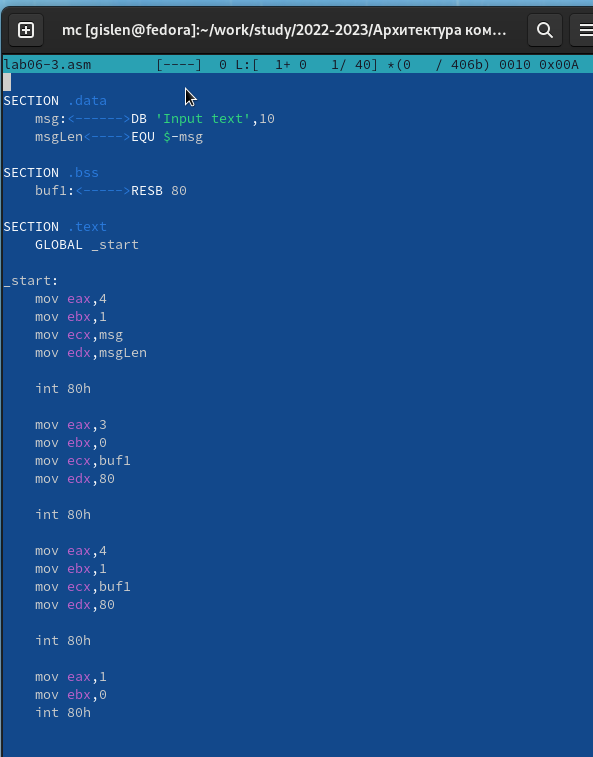 mc [gislen@fedora]:~/work/study/2022-2023/Архитектура ком...
lab06-3.asm [----] 0 L:[ 1+ 0 1/ 40] *(0 / 406b) 0010 0x00A
SECTION .data
msg:<------>DB 'Input text',10
msgLen<---->EQU $-msg
SECTION .bss
buf1:<----->RESB 80
SECTION .text
GLOBAL _start
_start:
mov eax,4
mov ebx,1
mov ecx,msg
mov edx,msgLen
int 80h
mov eax,3
mov ebx,0
mov ecx,buf1
mov edx,80
int 80h
mov eax,4
mov ebx,1
mov ecx,buf1
mov edx,80
int 80h
mov eax,1
mov ebx,0
int 80h